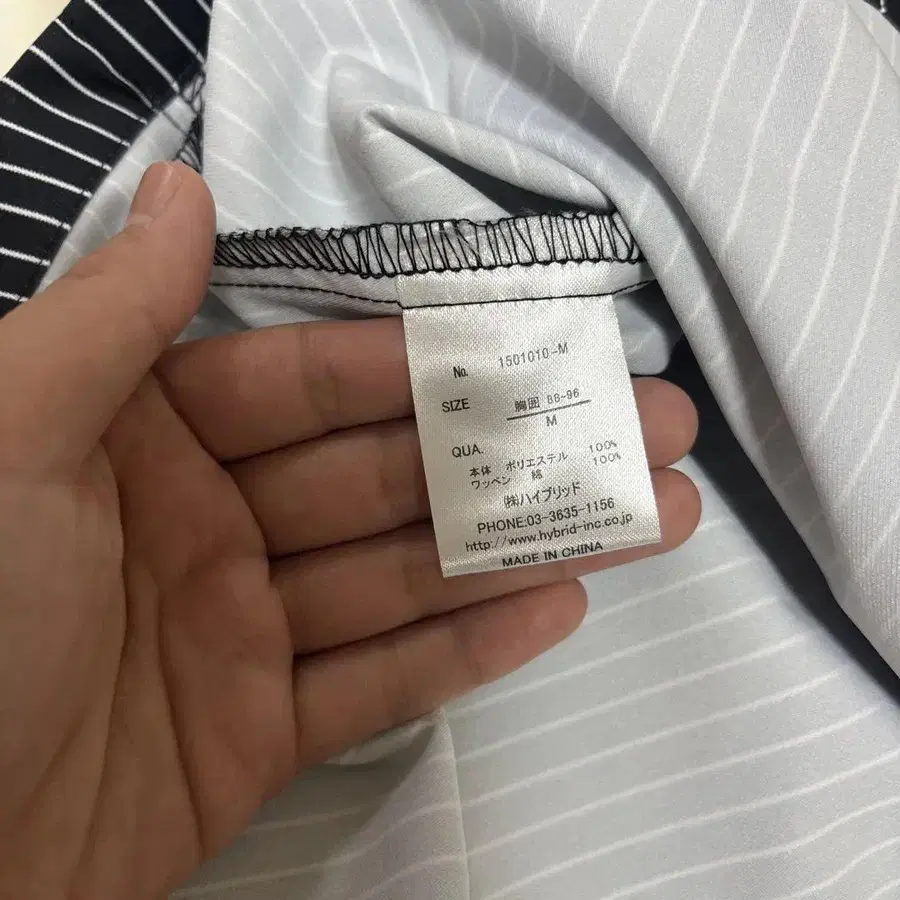 No. 1501010-M
SIZE 胸囲 88~96
M
QUA.
本体 ポリエステル 100%
ワッペン 綿 100%
㈱ハイブリッド
PHONE:03-3635-1156
http://www.hybrid-inc.co.jp
MADE IN CHINA